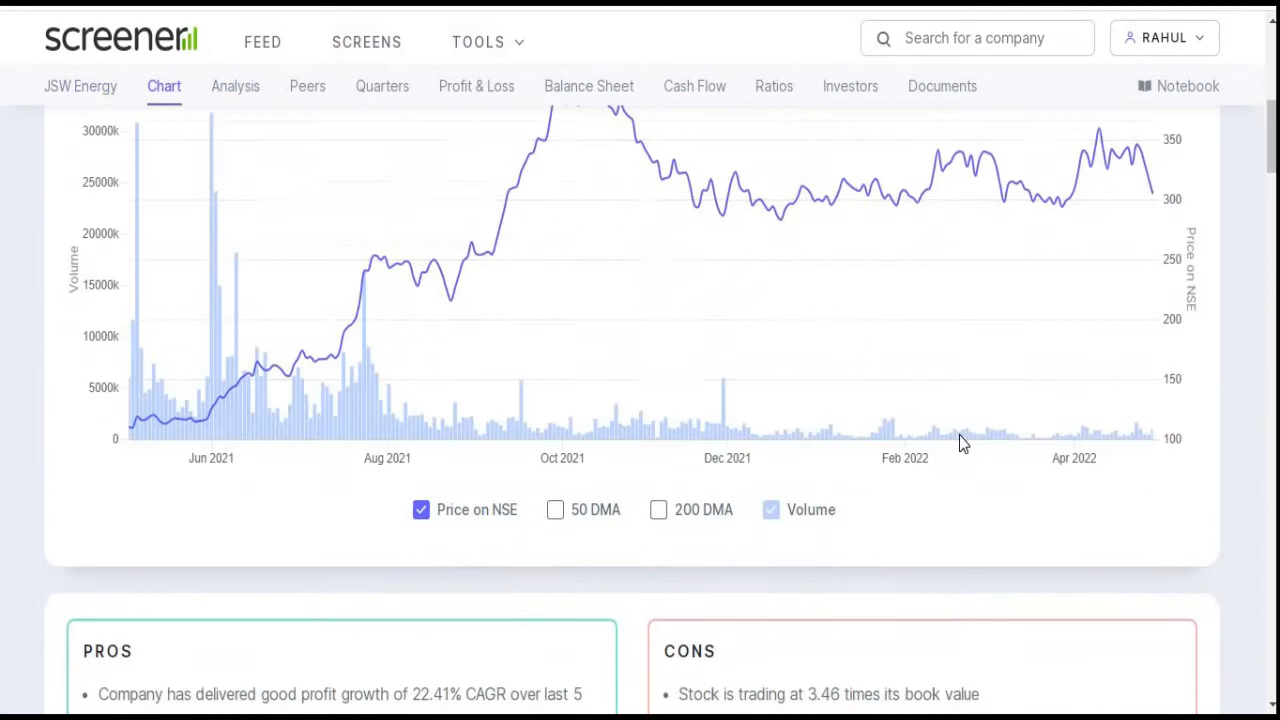 screener FEED SCREENS TOOLS Search for a company RAHUL
JSW Energy Chart Analysis Peers Quarters Profit & Loss Balance Sheet Cash Flow Ratios Investors Documents Notebook
30000k 350
25000k 300
20000k 250
15000k 200
10000k 150
5000k 100
0
Volume
Price on NSE
Jun 2021 Aug 2021 Oct 2021 Dec 2021 Feb 2022 Apr 2022
Price on NSE 50 DMA 200 DMA Volume
PROS
• Company has delivered good profit growth of 22.41% CAGR over last 5
CONS
• Stock is trading at 3.46 times its book value